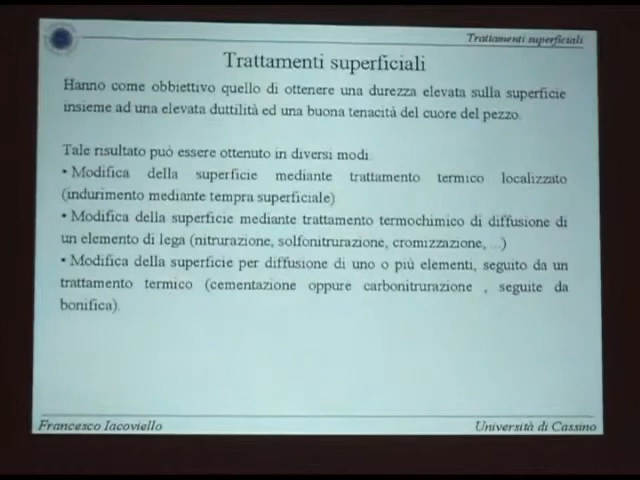 Trattamenti superficiali
Trattamenti superficiali
Hanno come obbiettivo quello di ottenere una durezza elevata sulla superficie
insieme ad una elevata duttilità ed una buona tenacità del cuore del pezzo.
Tale risultato può essere ottenuto in diversi modi:
• Modifica della superficie mediante trattamento termico localizzato
(indurimento mediante tempra superficiale)
• Modifica della superficie mediante trattamento termochimico di diffusione di
un elemento di lega (nitrurazione, solfonitrurazione, cromizzazione, ...)
• Modifica della superficie per diffusione di uno o più elementi, seguito da un
trattamento termico (cementazione oppure carbonitrurazione , seguite da
bonifica).
Francesco Iacoviello
Università di Cassino